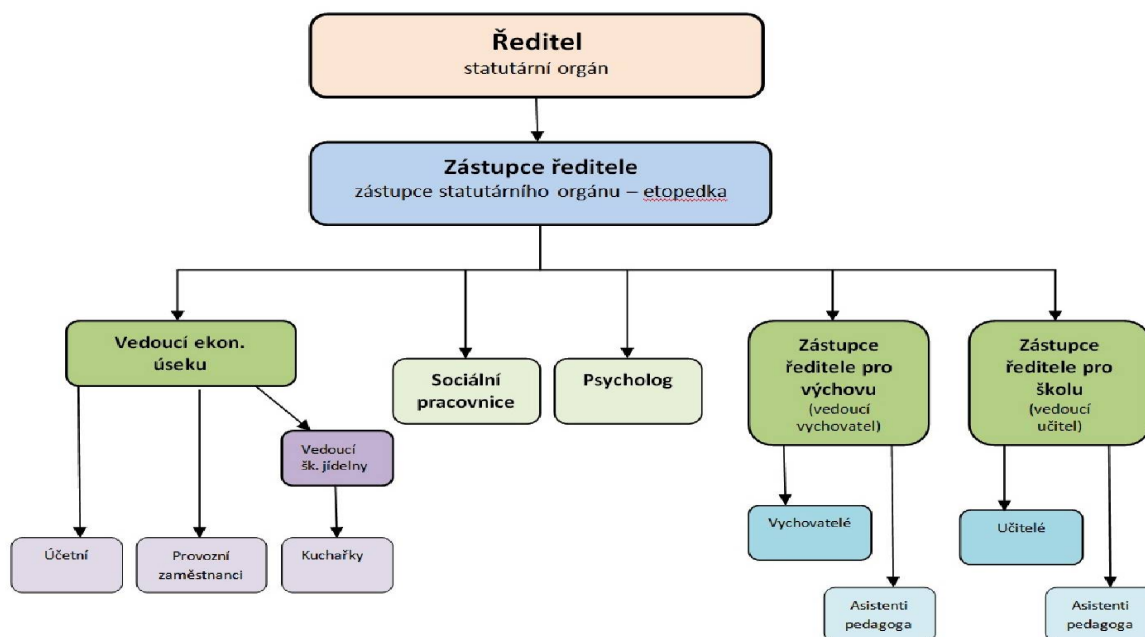 Ředitel
statutární orgán
Zástupce ředitele
zástupce statutárního orgánu – etopedka
Vedoucí ekon.
úseku
Sociální
pracovnice
Psycholog
Zástupce
ředitele pro
výchovu
(vedoucí
vychovatel)
Zástupce
ředitele pro
školu
(vedoucí
učitel)
Vedoucí
šk. jídelny
Účetní
Provozní
zaměstnanci
Kuchařky
Vychovatelé
Učitelé
Asistenti
pedagoga
Asistenti
pedagoga